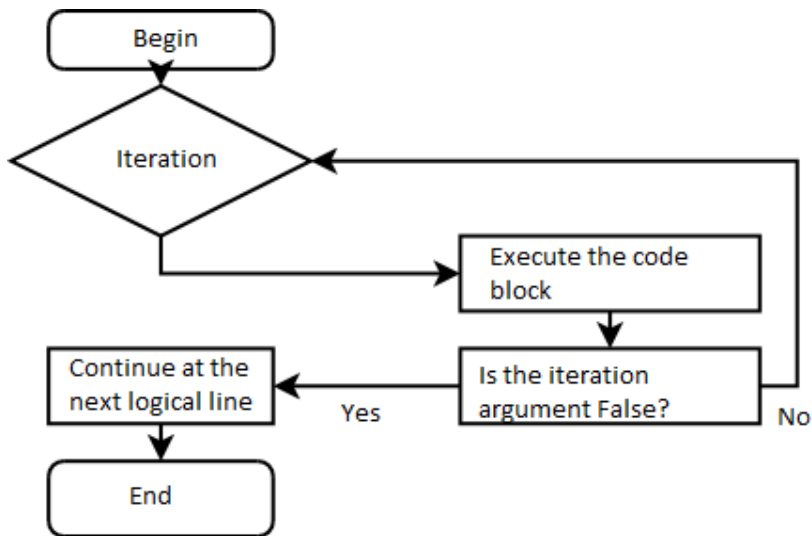 Begin
Iteration
Execute the code
block
Is the iteration
argument False?
No
Yes
Continue at the
next logical line
End